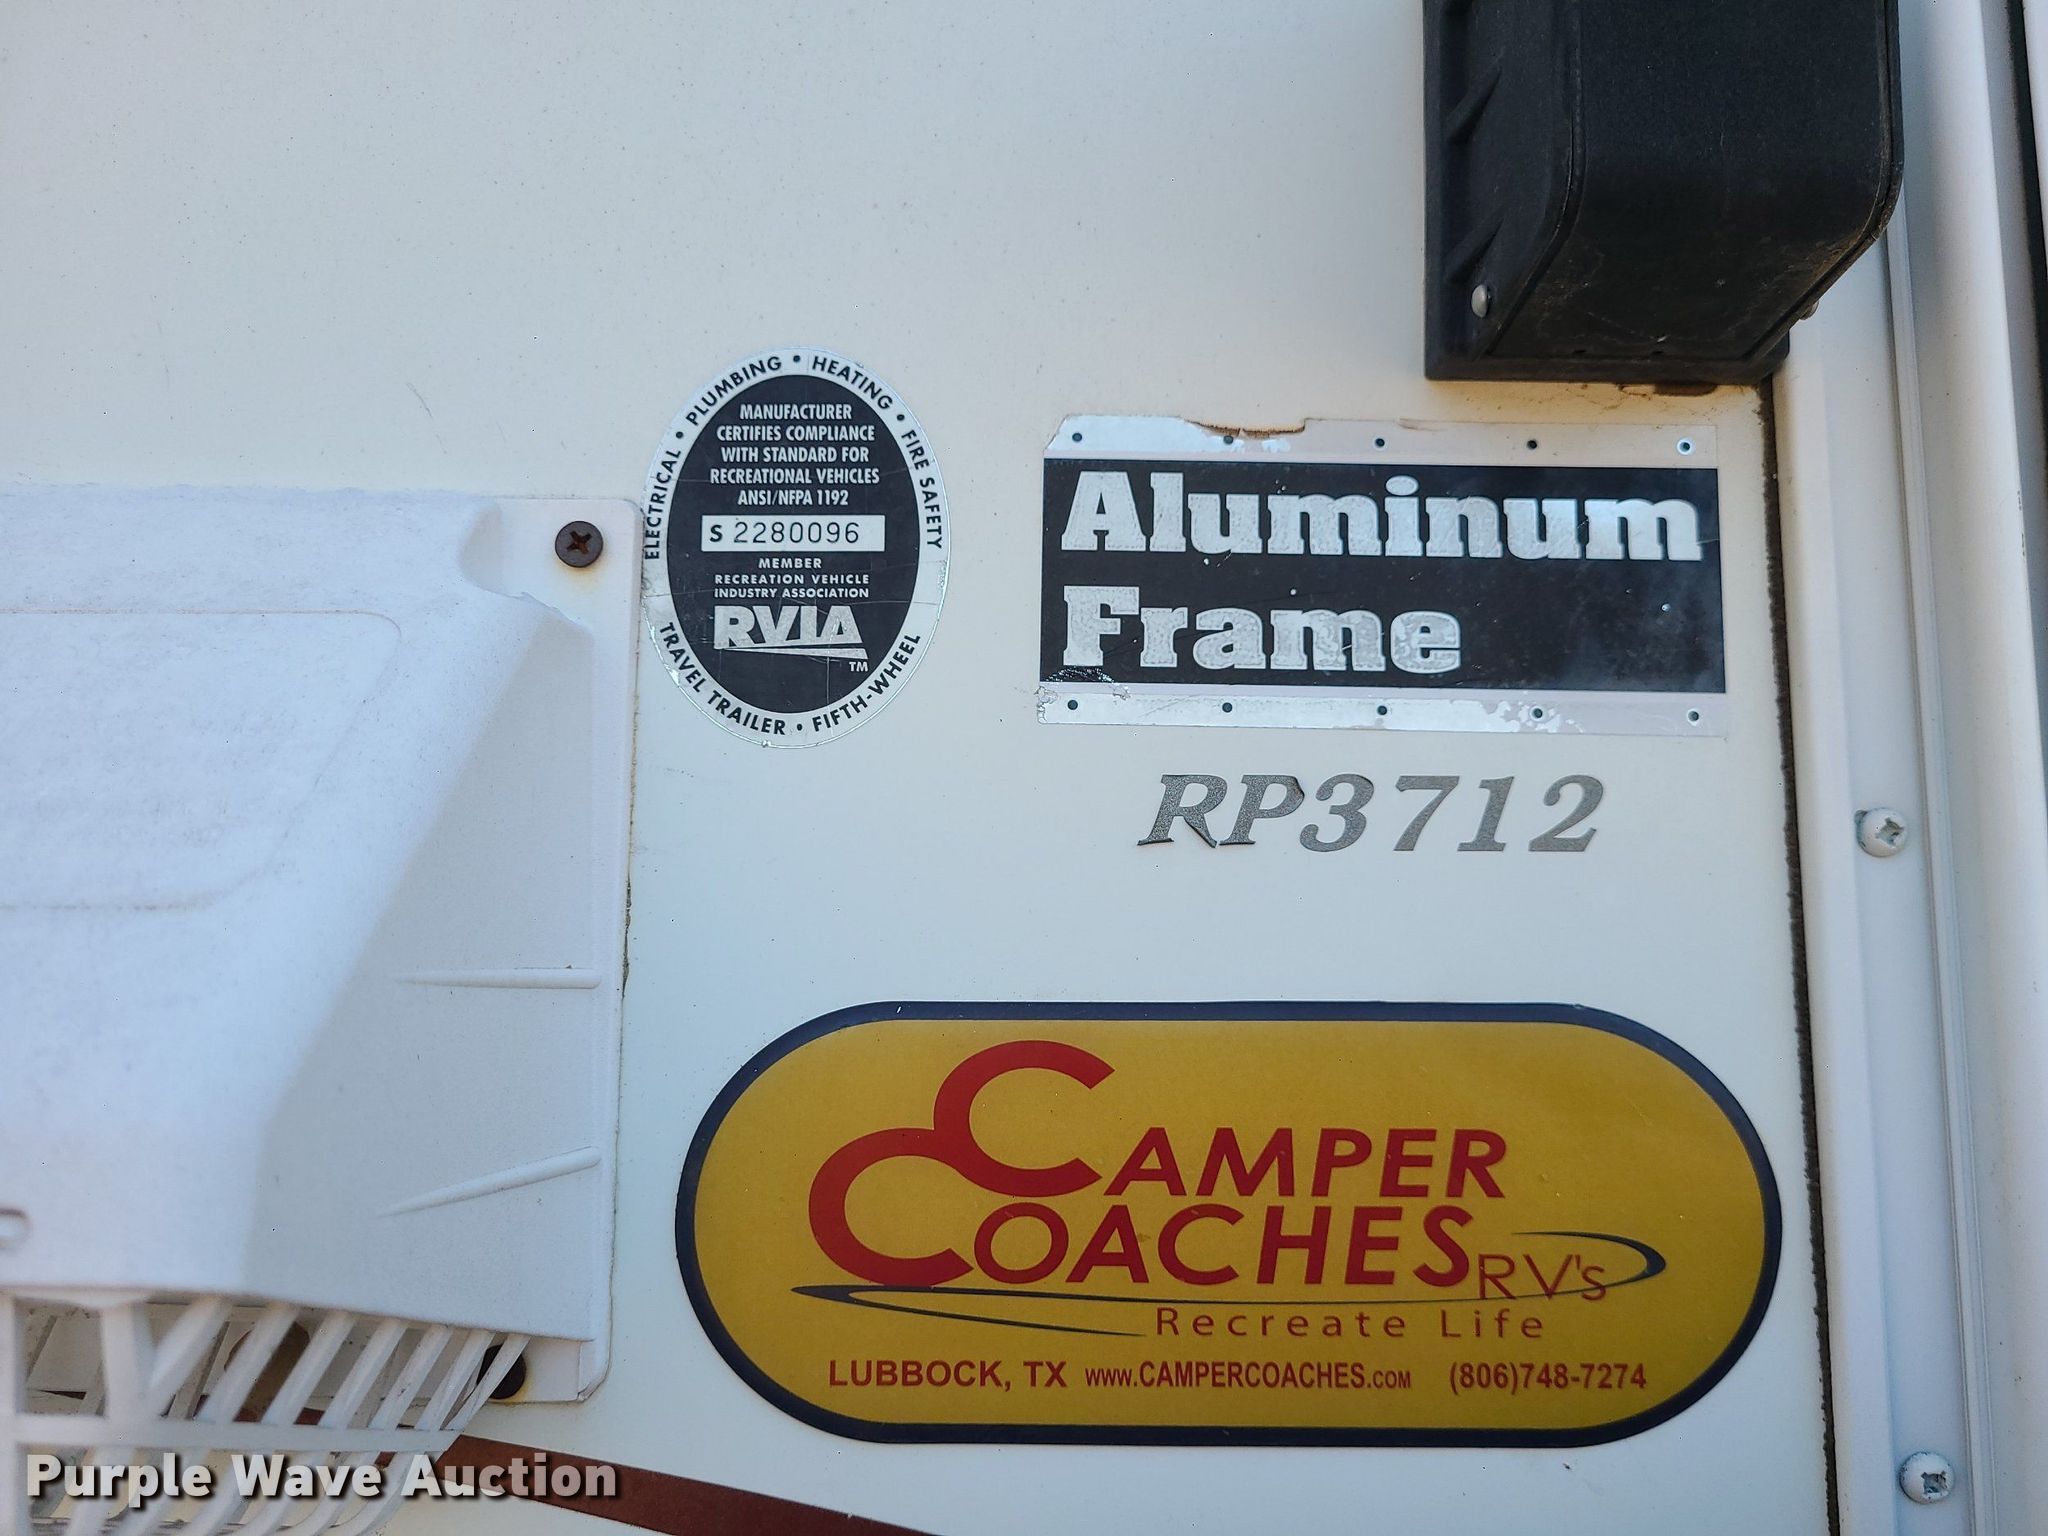 ELECTRICAL • PLUMBING • HEATING • FIRE SAFETY
MANUFACTURER
CERTIFIES COMPLIANCE
WITH STANDARD FOR
RECREATIONAL VEHICLES
ANSI/NFPA 1192
S 2280096
MEMBER
RECREATION VEHICLE
INDUSTRY ASSOCIATION
RVIA
TM
TRAVEL TRAILER • FIFTH-WHEEL
Aluminum
Frame
RP3712
CAMPER
COACHES RV's
Recreate Life
LUBBOCK, TX www.CAMPERCOACHES.COM (806)748-7274
Purple Wave Auction